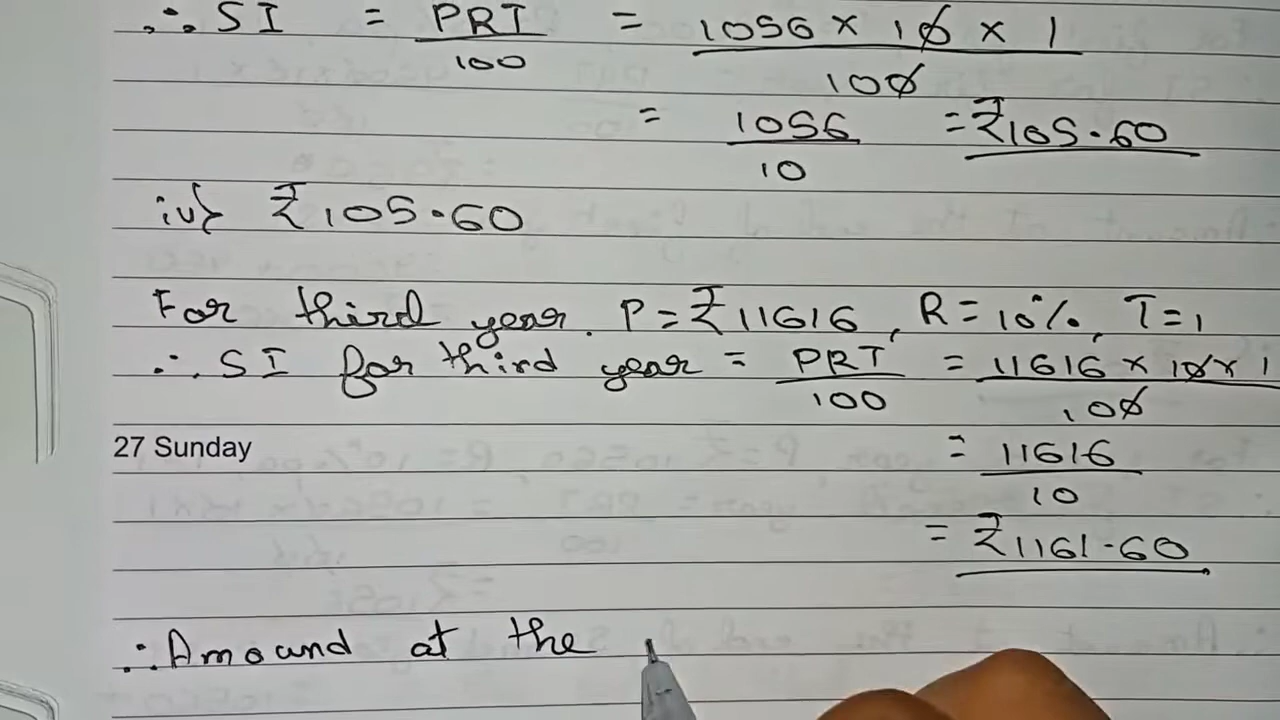 ∴ SI = PRT/100 = 1056 × 10 × 1/100
= 1056/10 = ₹105.60
iv) ₹105.60
For third year. P = ₹11616, R = 10%, T = 1
∴ SI for third year = PRT/100 = 11616 × 10 × 1/100
27 Sunday
= 11616/10
= ₹1161.60
∴ Amound at the